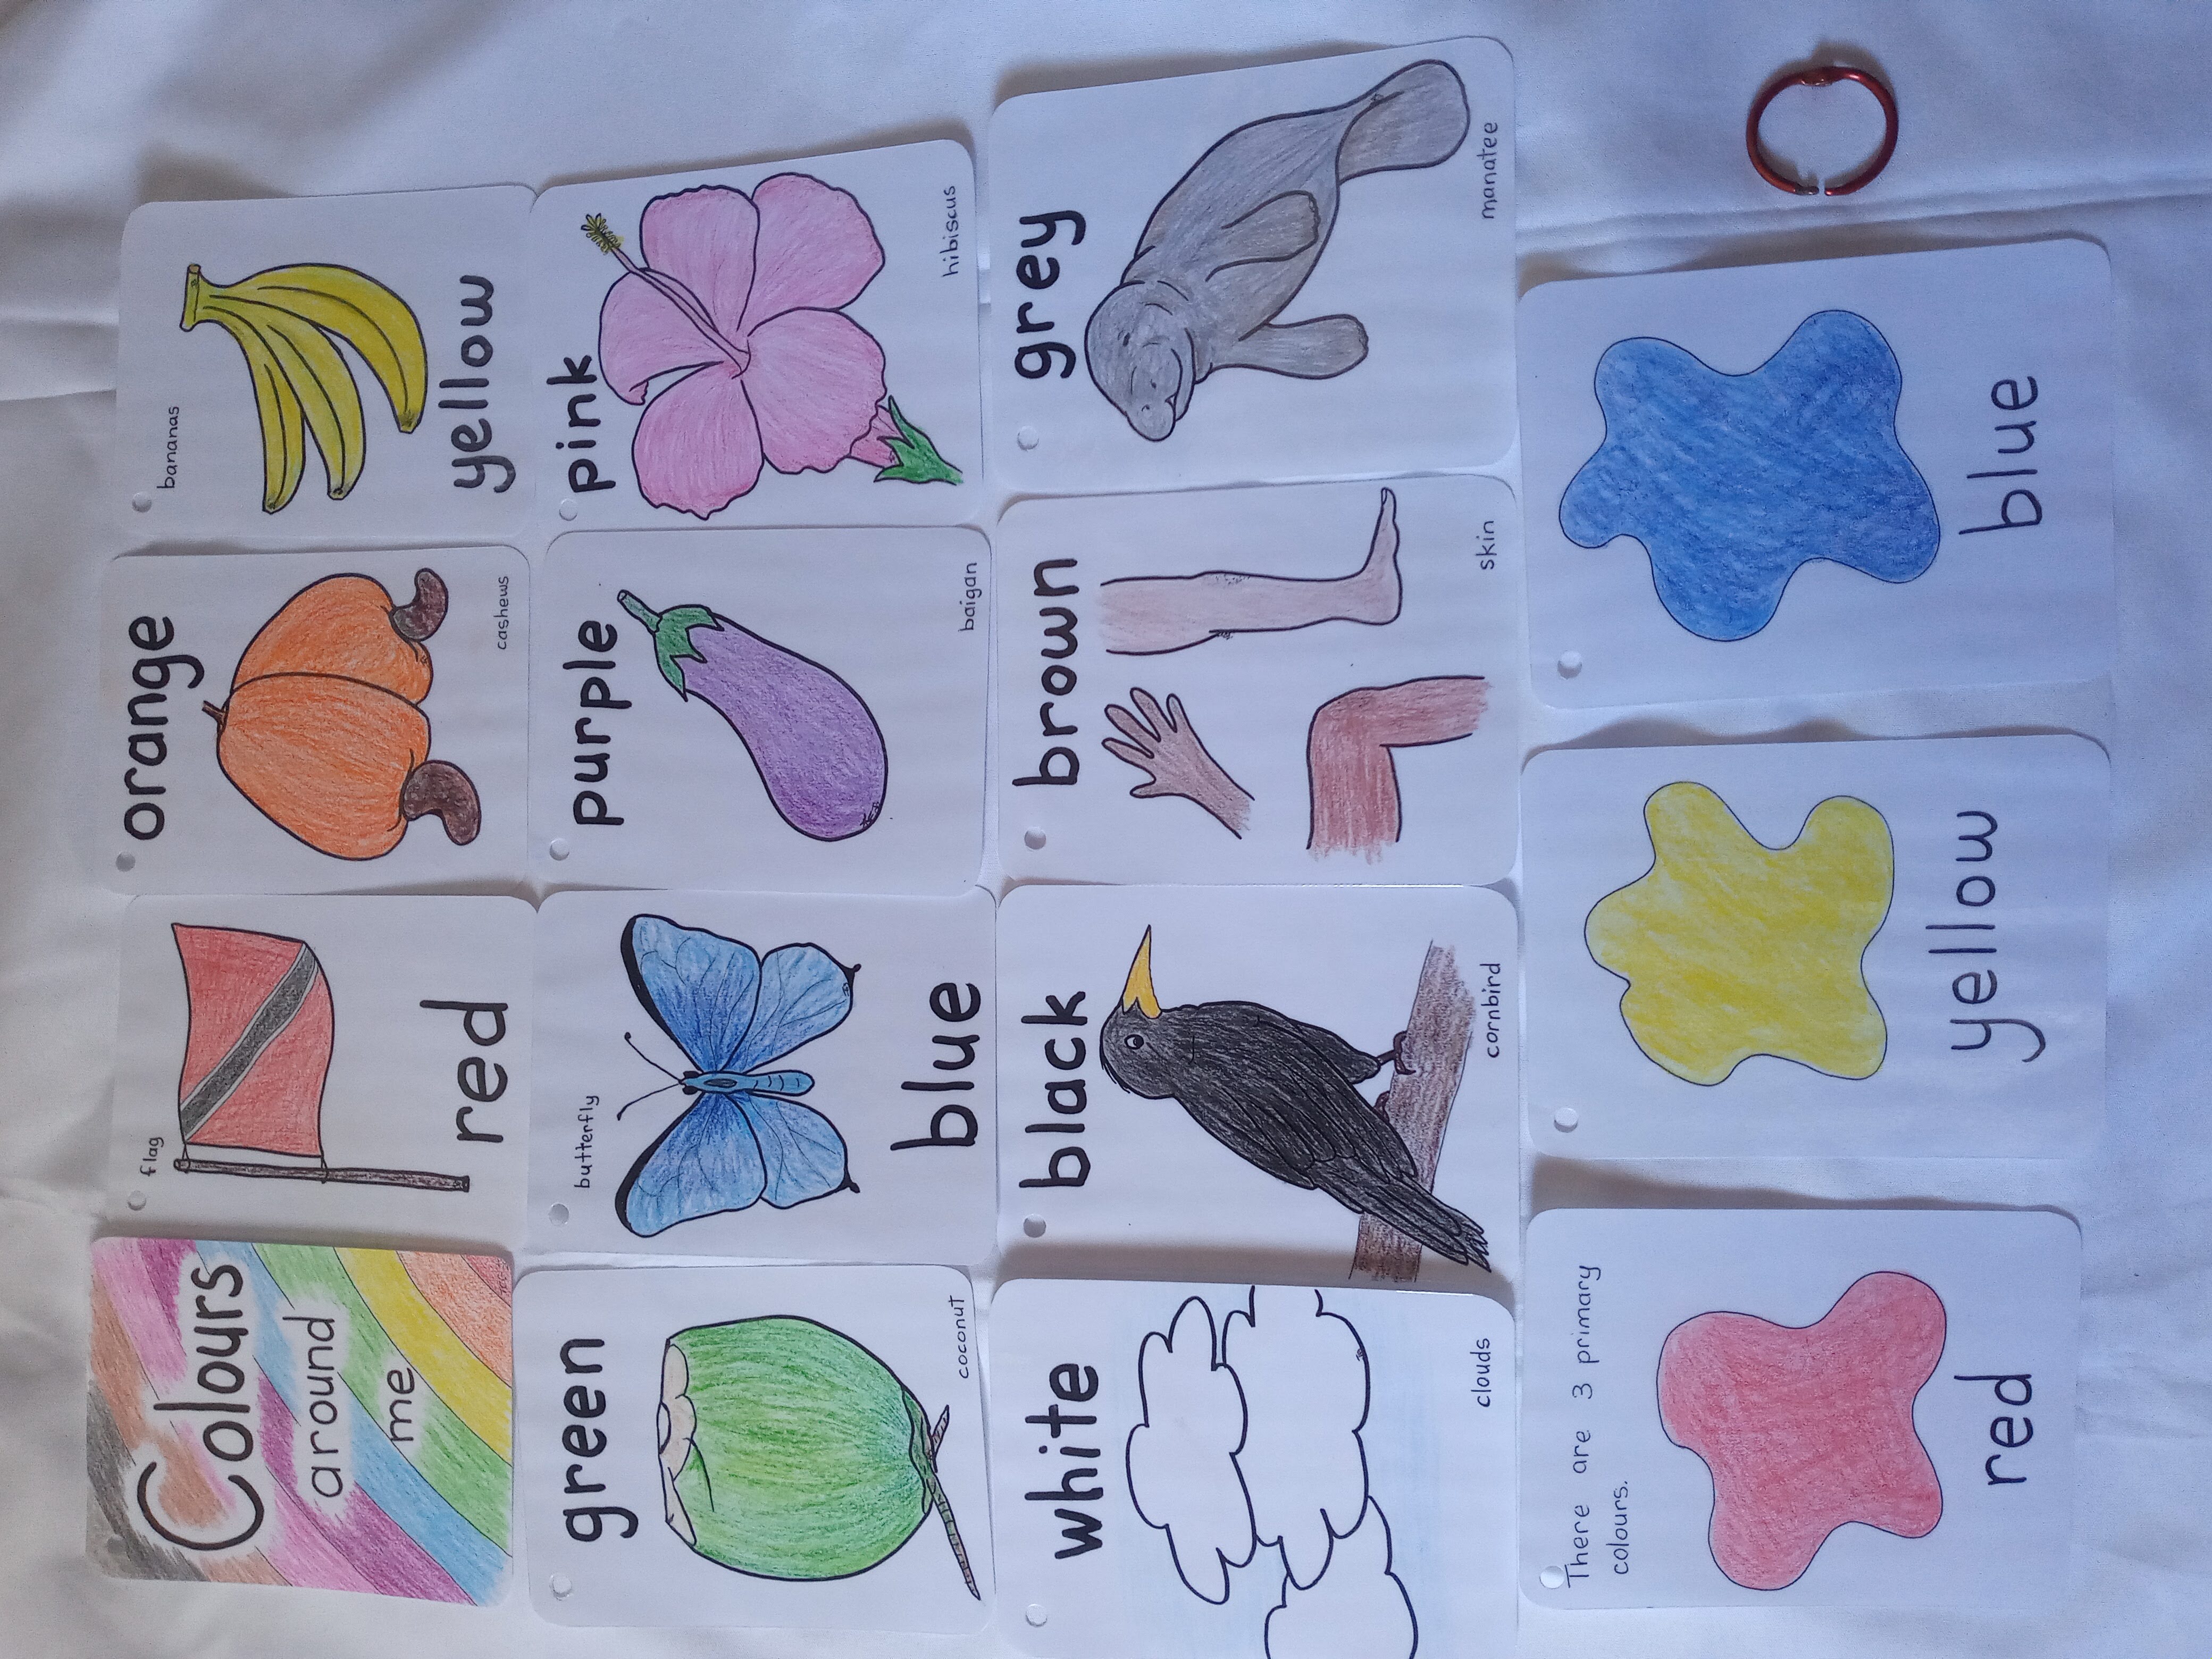 Colours
around
me
flag
red
orange
cashews
bananas
yellow
green
coconut
butterfly
blue
purple
baigan
pink
hibiscus
white
clouds
black
cornbird
brown
skin
grey
manatee
There are 3 primary
colours.
red
yellow
blue